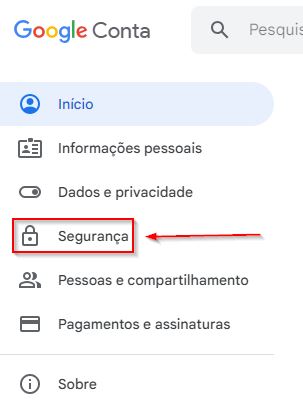 Google Conta
Pesquis
Início
Informações pessoais
Dados e privacidade
Segurança
Pessoas e compartilhamento
Pagamentos e assinaturas
Sobre